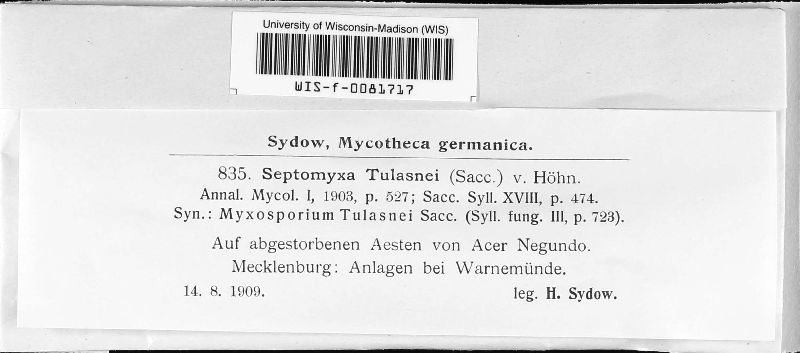 University of Wisconsin-Madison (WIS)
WIS-f-0081717
Sydow, Mycotheca germanica.
835. Septomyxa Tulasnei (Sacc.) v. Höhn.
Annal. Mycol. I, 1903, p. 527; Sacc. Syll. XVIII, p. 474.
Syn.: Myxosporium Tulasnei Sacc. (Syll. fung. III, p. 723).
Auf abgestorbenen Aesten von Acer Negundo.
Mecklenburg: Anlagen bei Warnemünde.
14. 8. 1909. leg. H. Sydow.